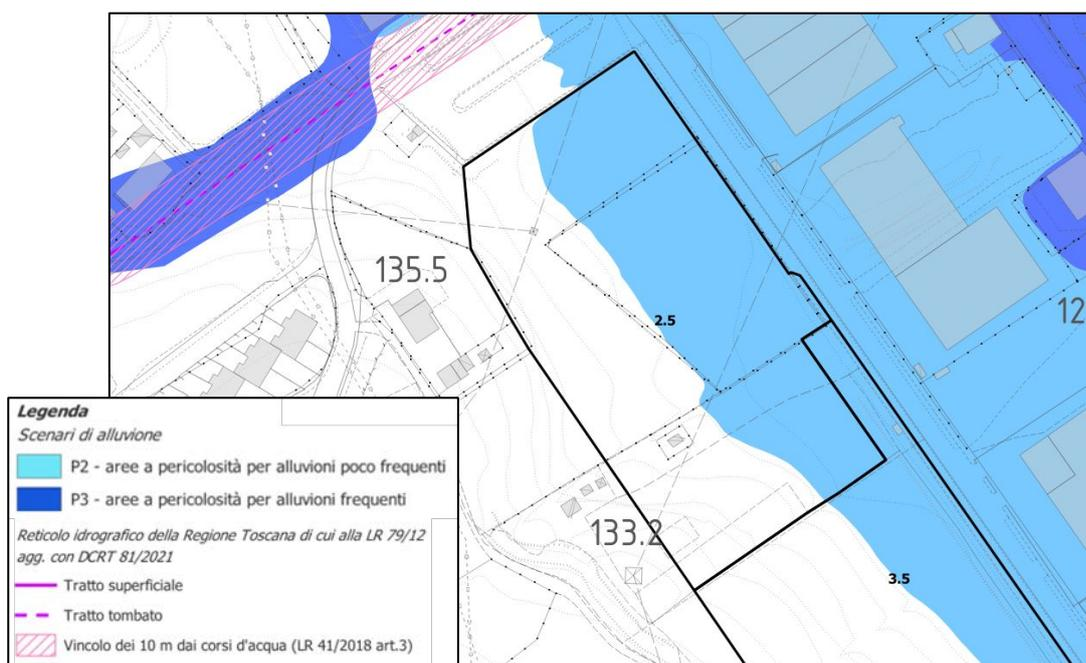 135.5
2.5
12
133.2
3.5
Legenda
Scenari di alluvione
P2 - aree a pericolosità per alluvioni poco frequenti
P3 - aree a pericolosità per alluvioni frequenti
Reticolo idrografico della Regione Toscana di cui alla LR 79/12
agg. con DCRT 81/2021
Tratto superficiale
Tratto tombato
Vincolo dei 10 m dai corsi d'acqua (LR 41/2018 art.3)